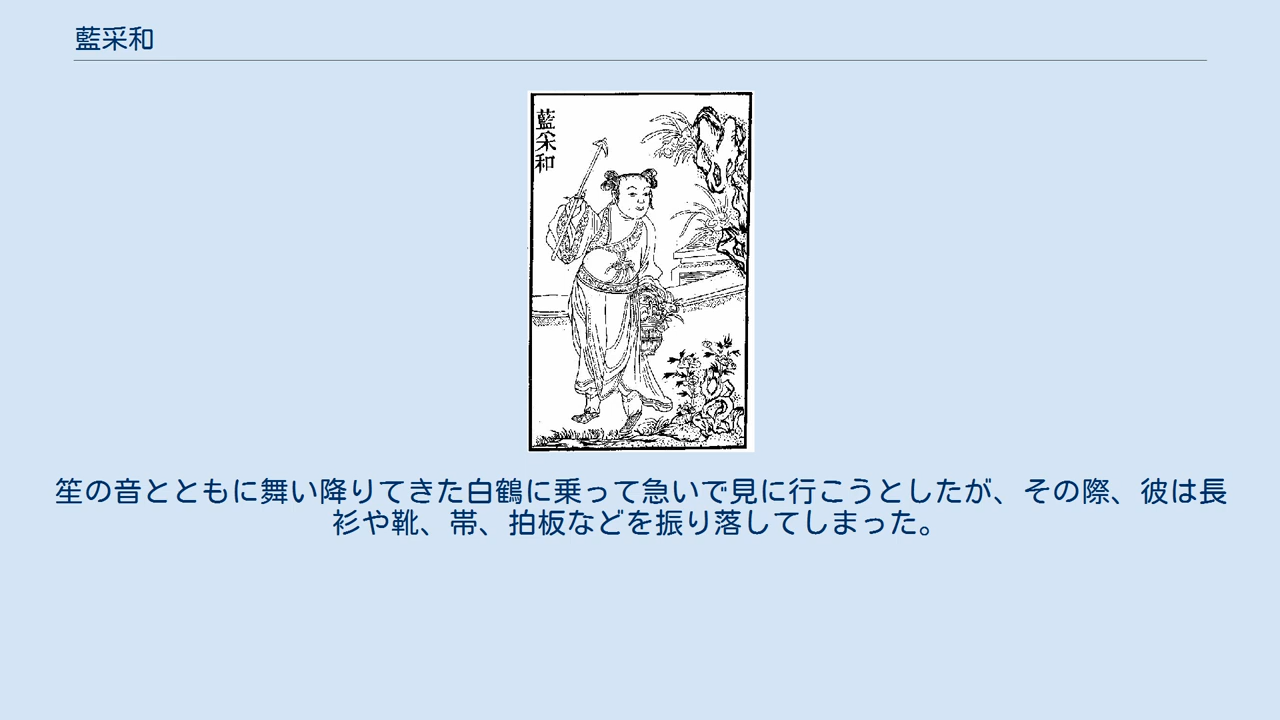 藍采和
藍采和
笙の音とともに舞い降りてきた白鶴に乗って急いで見に行こうとしたが、その際、彼は長
衫や靴、帯、拍板などを振り落してしまった。